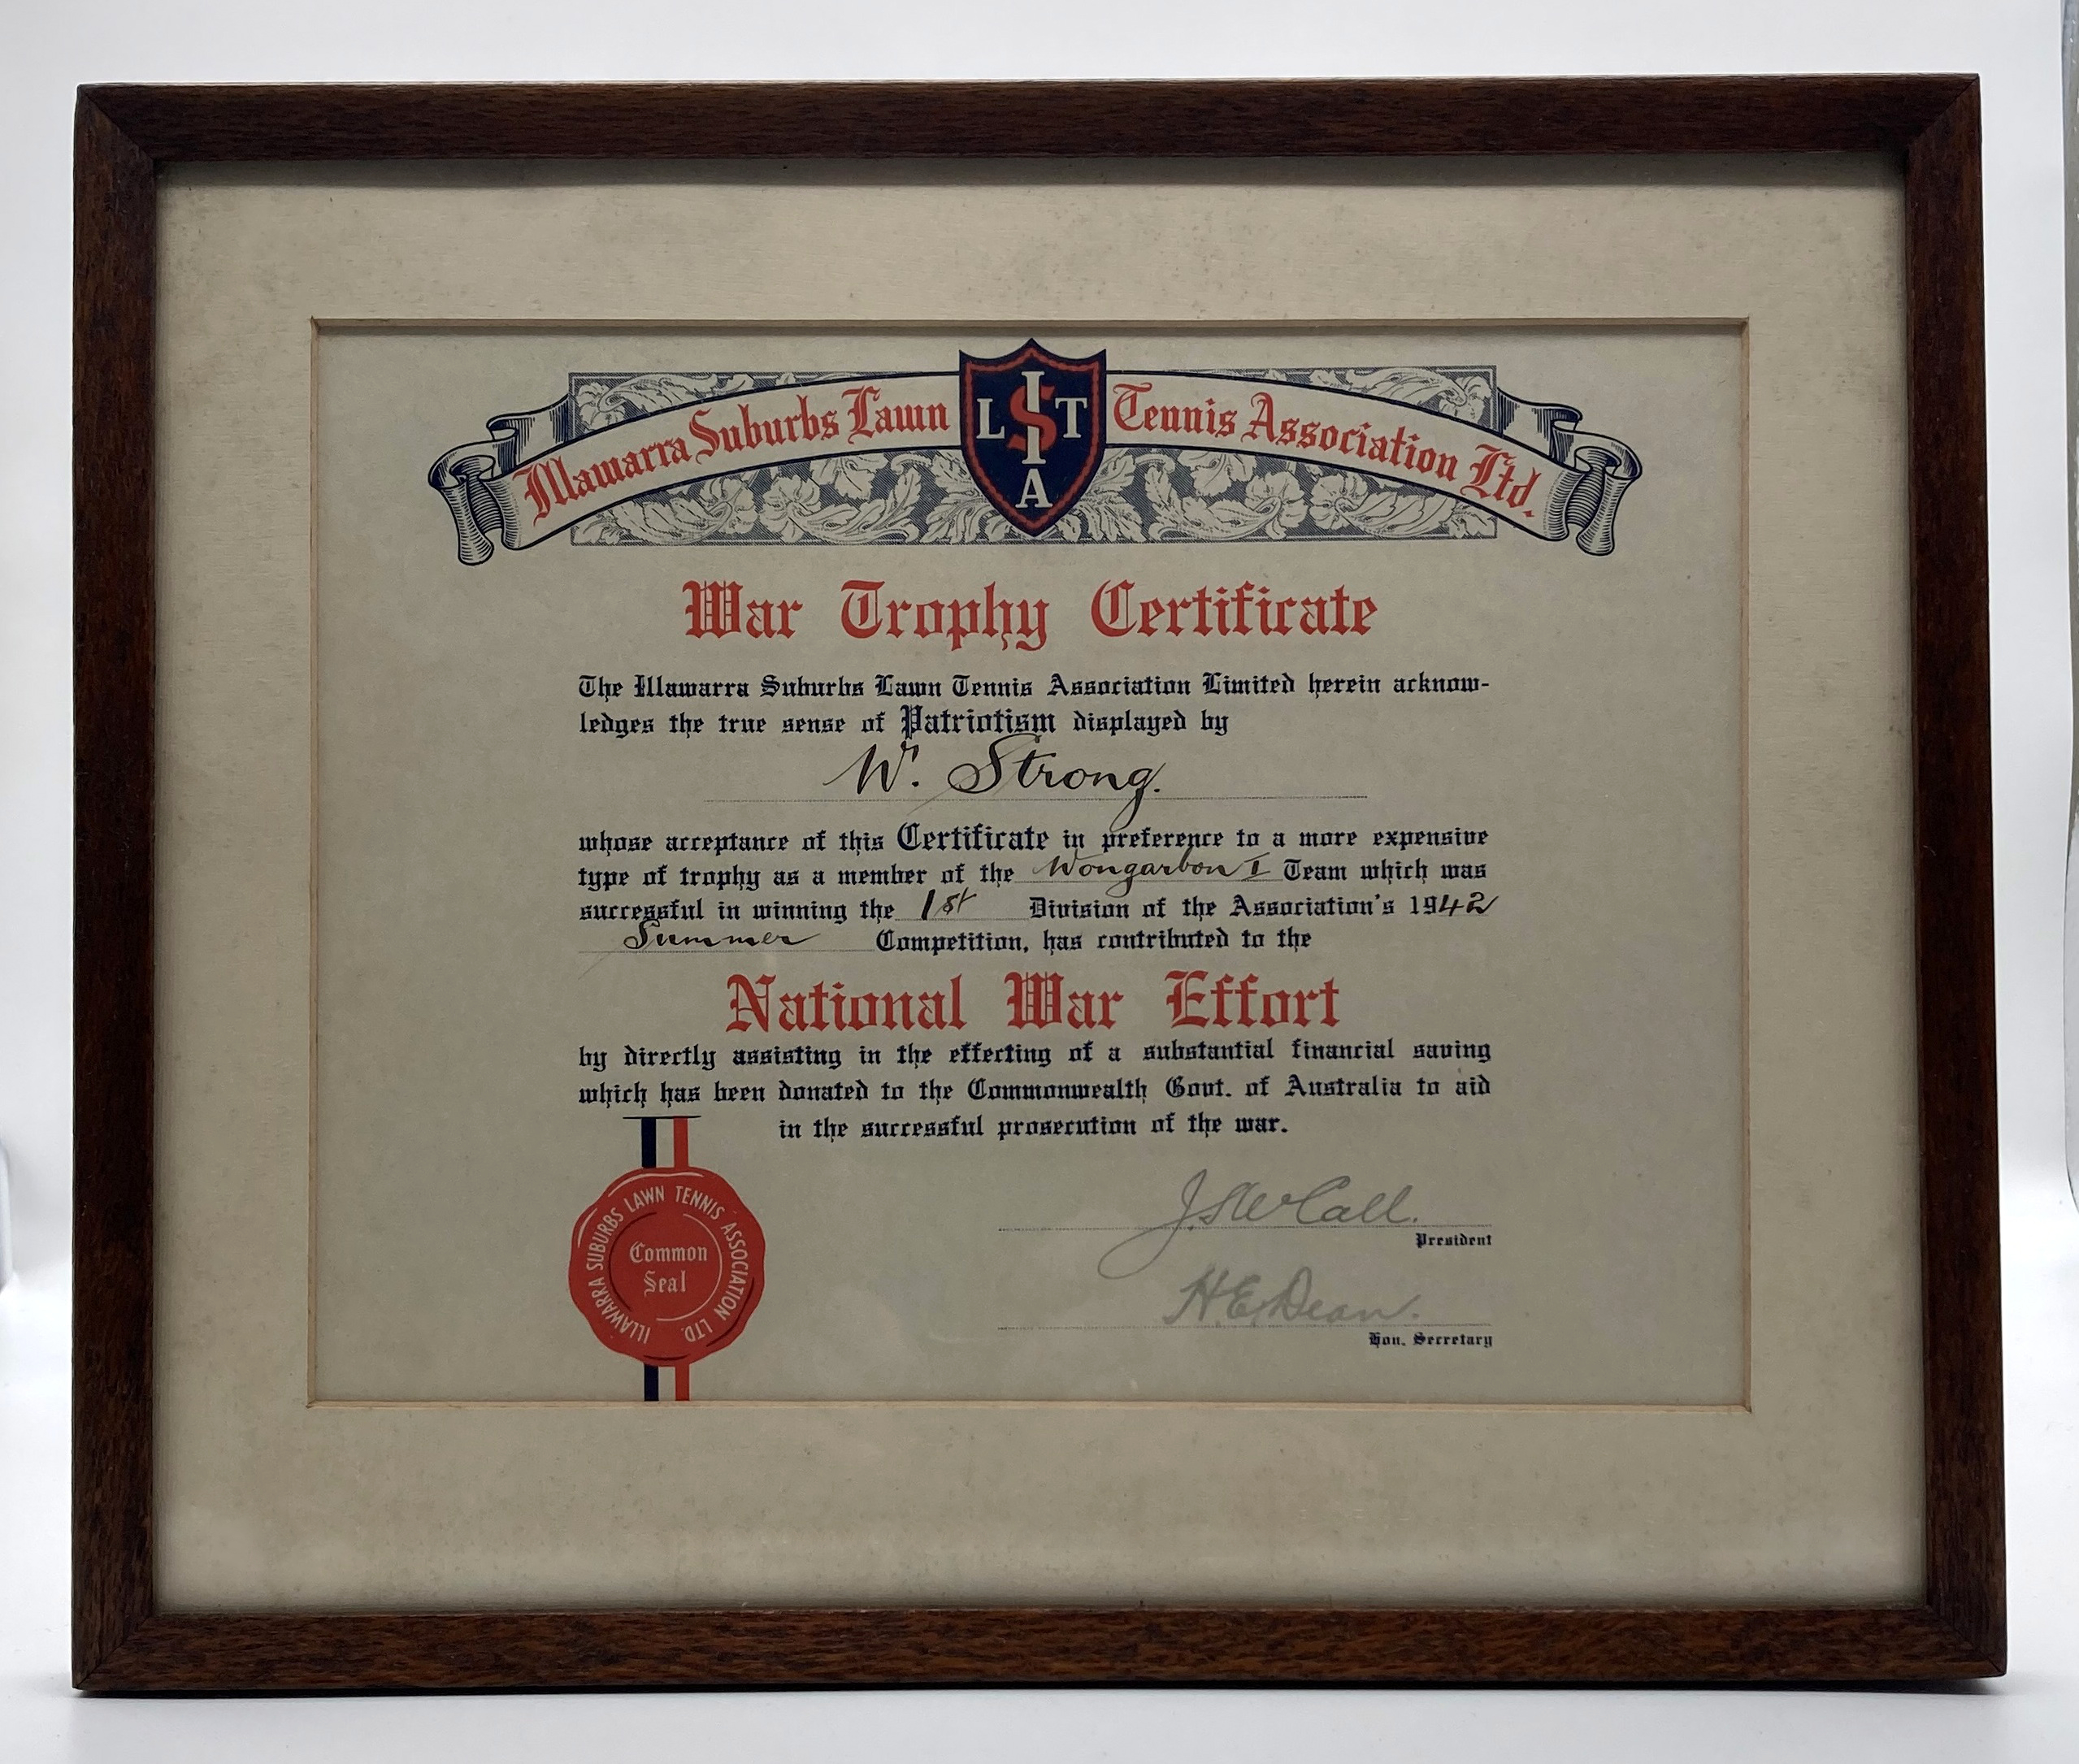 Illawarra Suburbs Lawn Tennis Association Ltd.
I
L S T
I
A
War Trophy Certificate
The Illawarra Suburbs Lawn Tennis Association Limited herein acknow-
ledges the true sense of Patriotism displayed by
W. Strong.
whose acceptance of this Certificate in preference to a more expensive
type of trophy as a member of the Wongarbon I Team which was
successful in winning the 1st Division of the Association's 1942
Summer Competition, has contributed to the
National War Effort
by directly assisting in the effecting of a substantial financial saving
which has been donated to the Commonwealth Govt. of Australia to aid
in the successful prosecution of the war.
ILLAWARRA SUBURBS LAWN TENNIS ASSOCIATION LTD.
Common
Seal
President
H.E. Dean.
Hon. Secretary